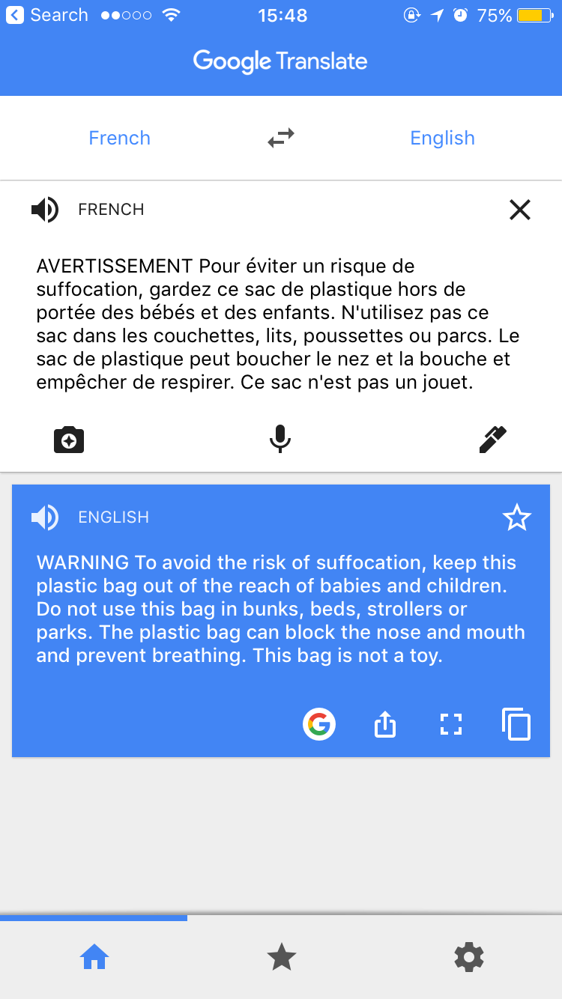 Search 15:48 75%
Google Translate
French English
FRENCH
AVERTISSEMENT Pour éviter un risque de
suffocation, gardez ce sac de plastique hors de
portée des bébés et des enfants. N'utilisez pas ce
sac dans les couchettes, lits, poussettes ou parcs. Le
sac de plastique peut boucher le nez et la bouche et
empêcher de respirer. Ce sac n'est pas un jouet.
ENGLISH
WARNING To avoid the risk of suffocation, keep this
plastic bag out of the reach of babies and children.
Do not use this bag in bunks, beds, strollers or
parks. The plastic bag can block the nose and mouth
and prevent breathing. This bag is not a toy.
G